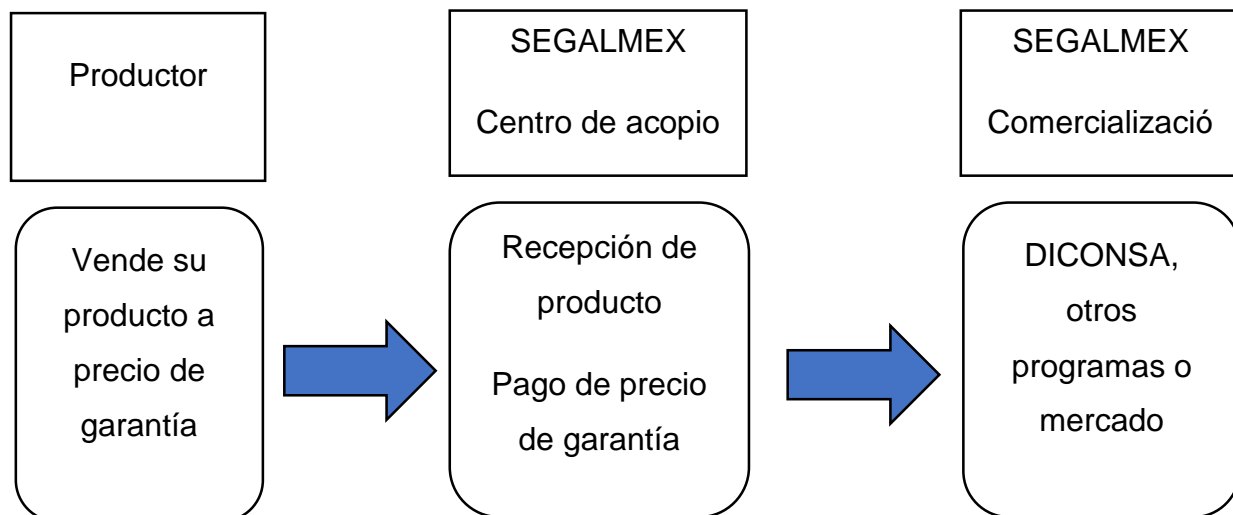 Productor
SEGALMEX
Centro de acopio
SEGALMEX
Comercializació
Vende su
producto a
precio de
garantía
Recepción de
producto
Pago de precio
de garantía
DICONSA,
otros
programas o
mercado